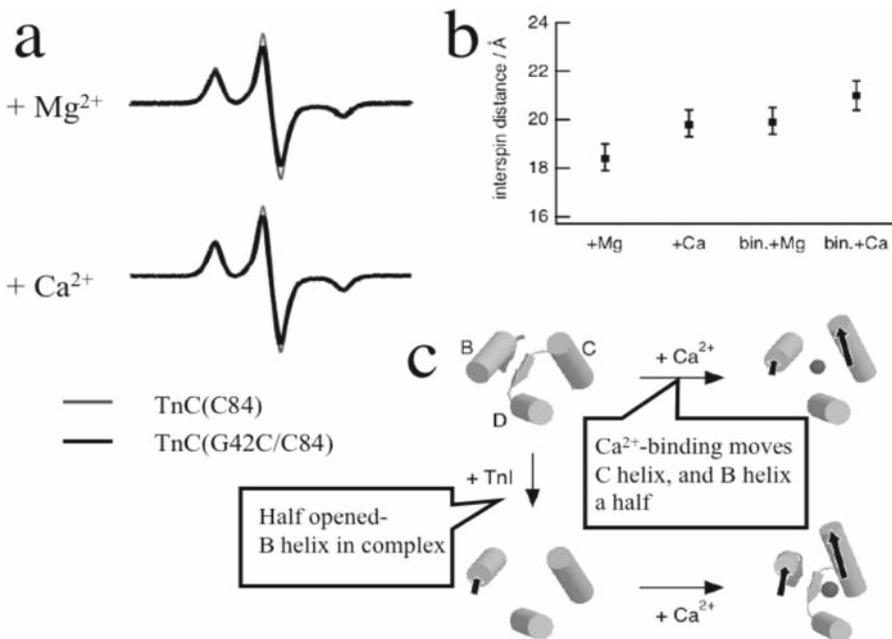 a
+ Mg²⁺
+ Ca²⁺
TnC(C84)
TnC(G42C/C84)
b
interspin distance / Å
24
22
20
18
16
+Mg
+Ca
bin.+Mg
bin.+Ca
c
B
C
D
+ Ca²⁺
Ca²⁺-binding moves
C helix, and B helix
a half
+ TnI
Half opened-
B helix in complex
+ Ca²⁺